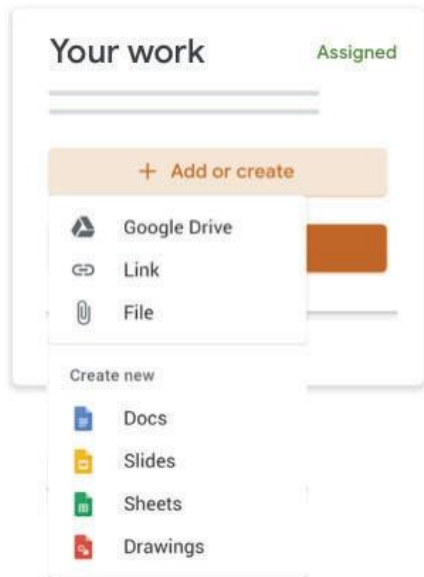 Your work
Assigned
+ Add or create
Google Drive
Link
File
Create new
Docs
Slides
Sheets
Drawings